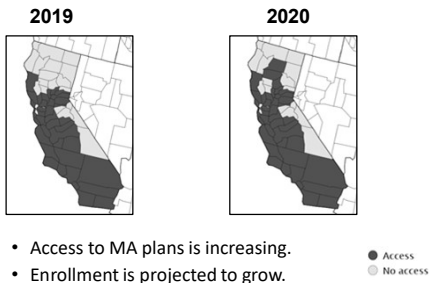 2019
2020
• Access to MA plans is increasing.
• Enrollment is projected to grow.
Access
No access